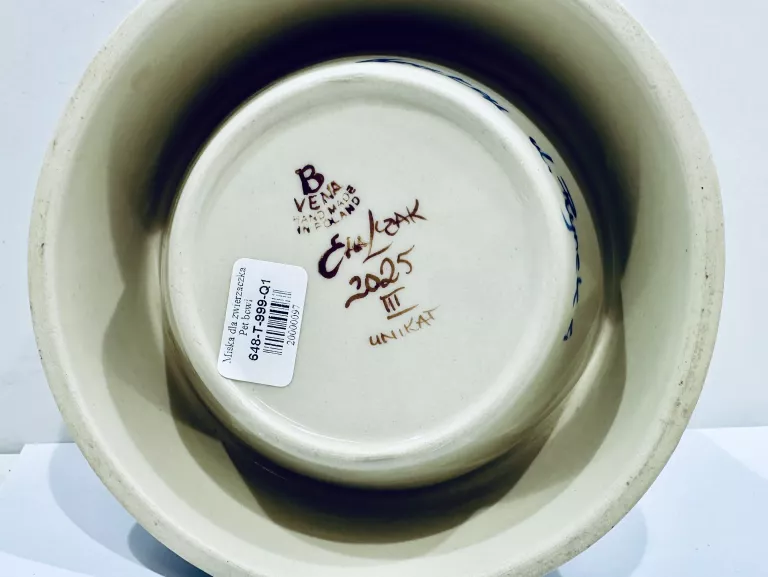 B
VENA
HAND MADE
IN POLAND
2025
III
UNIKAT
Miska dla zwierzaczka
Pet bowl
648-T-999-Q1
20000097